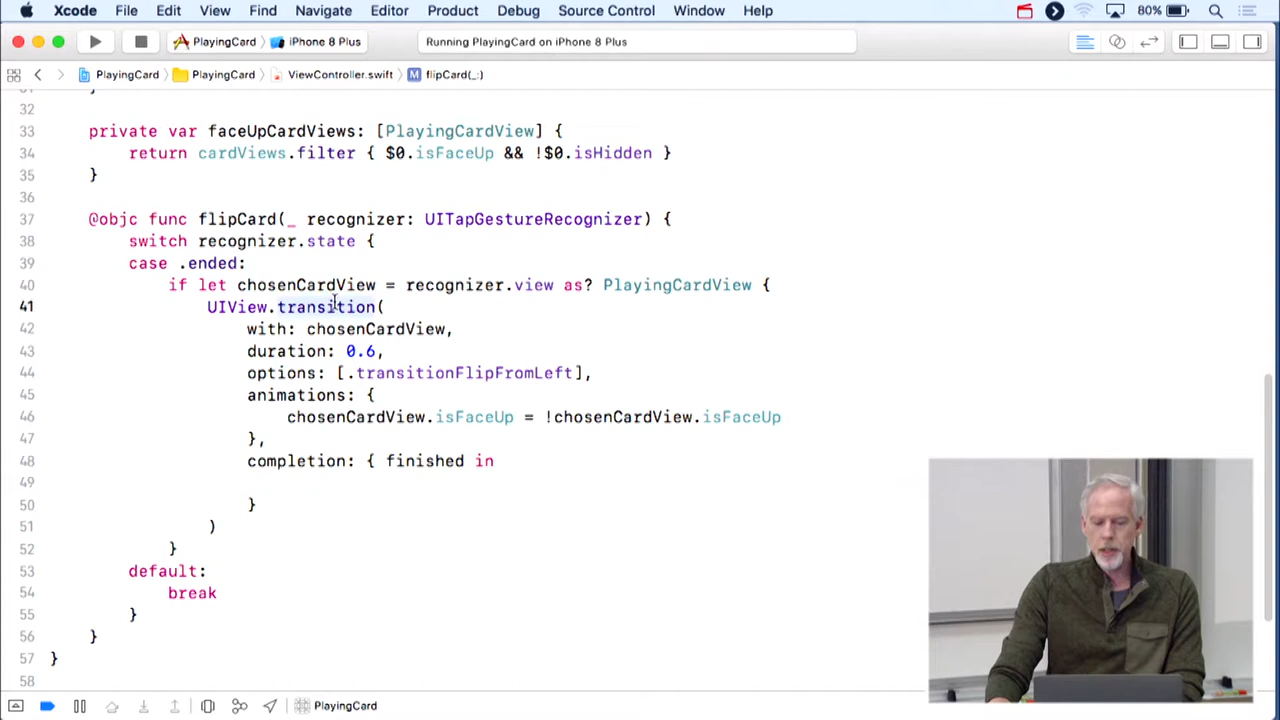 Xcode File Edit View Find Navigate Editor Product Debug Source Control Window Help 80%
PlayingCard iPhone 8 Plus Running PlayingCard on iPhone 8 Plus
PlayingCard PlayingCard ViewController.swift M flipCard(_:)
}
32
33 private var faceUpCardViews: [PlayingCardView] {
34 return cardViews.filter { $0.isFaceUp && !$0.isHidden }
35 }
36
37 @objc func flipCard(_ recognizer: UITapGestureRecognizer) {
38 switch recognizer.state {
39 case .ended:
40 if let chosenCardView = recognizer.view as? PlayingCardView {
41 UIView.transition(
42 with: chosenCardView,
43 duration: 0.6,
44 options: [.transitionFlipFromLeft],
45 animations: {
46 chosenCardView.isFaceUp = !chosenCardView.isFaceUp
47 },
48 completion: { finished in
49
50 }
51 )
52 }
53 default:
54 break
55 }
56 }
57 }
58
PlayingCard